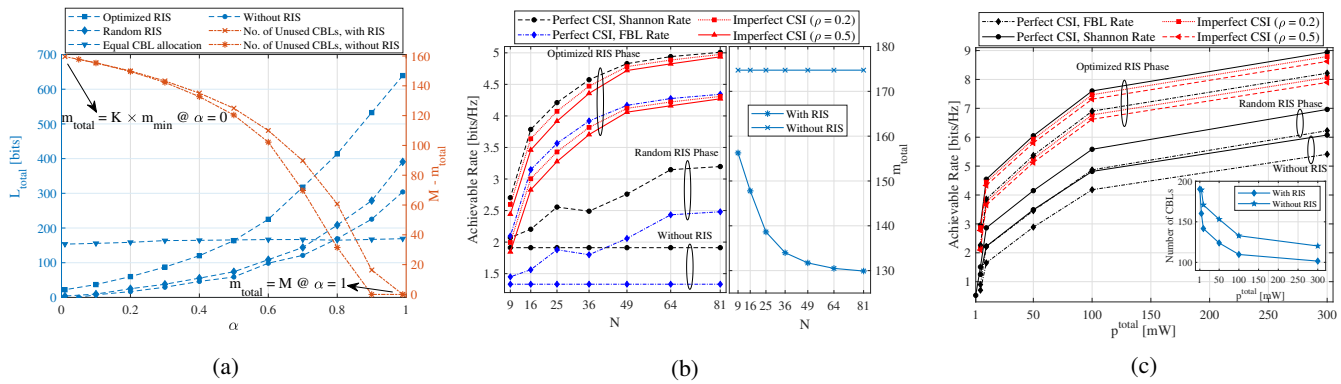 Optimized RIS
Random RIS
Equal CBL allocation
Without RIS
No. of Unused CBLs, with RIS
No. of Unused CBLs, without RIS
L_total [bits]
700
600
500
400
300
200
100
0
160
140
120
100
80
60
40
20
0
M - m_total
m_total = K × m_min @ α = 0
m_total = M @ α = 1
0 0.2 0.4 0.6 0.8 1
α
(a)
Perfect CSI, Shannon Rate
Perfect CSI, FBL Rate
Imperfect CSI (ρ = 0.2)
Imperfect CSI (ρ = 0.5)
Achievable Rate [bits/Hz]
5
4.5
4
3.5
3
2.5
2
1.5
Optimized RIS Phase
Random RIS Phase
Without RIS
9 16 25 36 49 64 81
N
With RIS
Without RIS
180
170
160
150
140
130
m_total
9 16 25 36 49 64 81
N
(b)
Perfect CSI, FBL Rate
Perfect CSI, Shannon Rate
Imperfect CSI (ρ = 0.2)
Imperfect CSI (ρ = 0.5)
Achievable Rate [bits/Hz]
9
8
7
6
5
4
3
2
1
Optimized RIS Phase
Random RIS Phase
Without RIS
Number of CBLs
200
150
100
With RIS
Without RIS
1 50 100 150 200 250 300
p^total [mW]
1 50 100 150 200 250 300
p^total [mW]
(c)